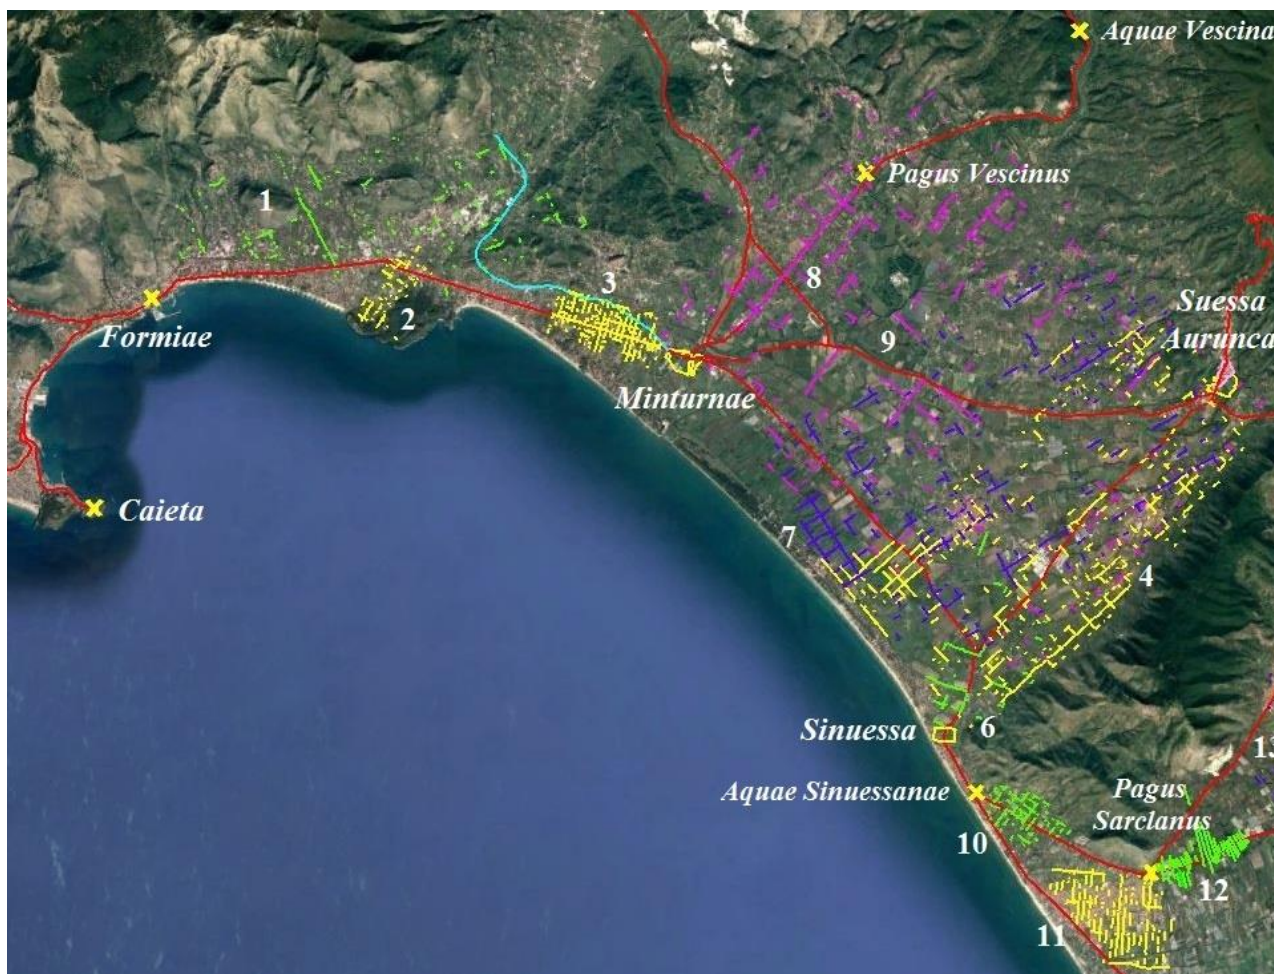 Aquae Vescina
Pagus Vescinus
1
3
8
Suessa
Aurunca
Formiae
2
9
Minturnae
Caieta
7
4
Sinuessa
6
13
Aquae Sinuessanae
Pagus
Sarclanus
10
12
11